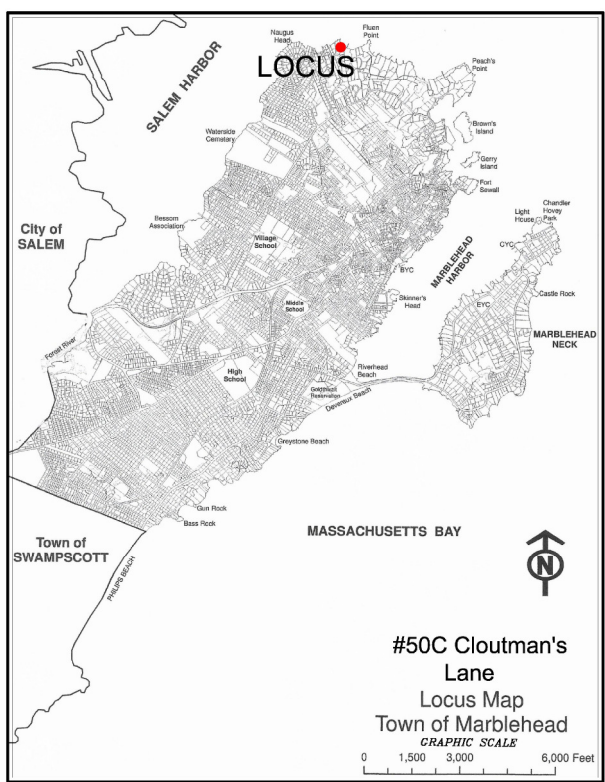 Naugus
Head
Fluen
Point
LOCUS
SALEM HARBOR
Peach's
Point
Brown's
Island
Waterside
Cemetary
Gerry
Island
Fort
Sewall
Chandler
Hovey
Park
Light
House
City of
SALEM
Bessom
Association
Village
School
CYC
MARBLEHEAD
HARBOR
BYC
Castle Rock
Skinner's
Head
EYC
Middle
School
MARBLEHEAD
NECK
Forest River
High
School
Riverhead
Beach
Goldthwait
Reservation
Devereux Beach
Greystone Beach
Gun Rock
Bass Rock
Town of
SWAMPSCOTT
MASSACHUSETTS BAY
PHILIPS BEACH
N
#50C Cloutman's
Lane
Locus Map
Town of Marblehead
GRAPHIC SCALE
0 1,500 3,000 6,000 Feet